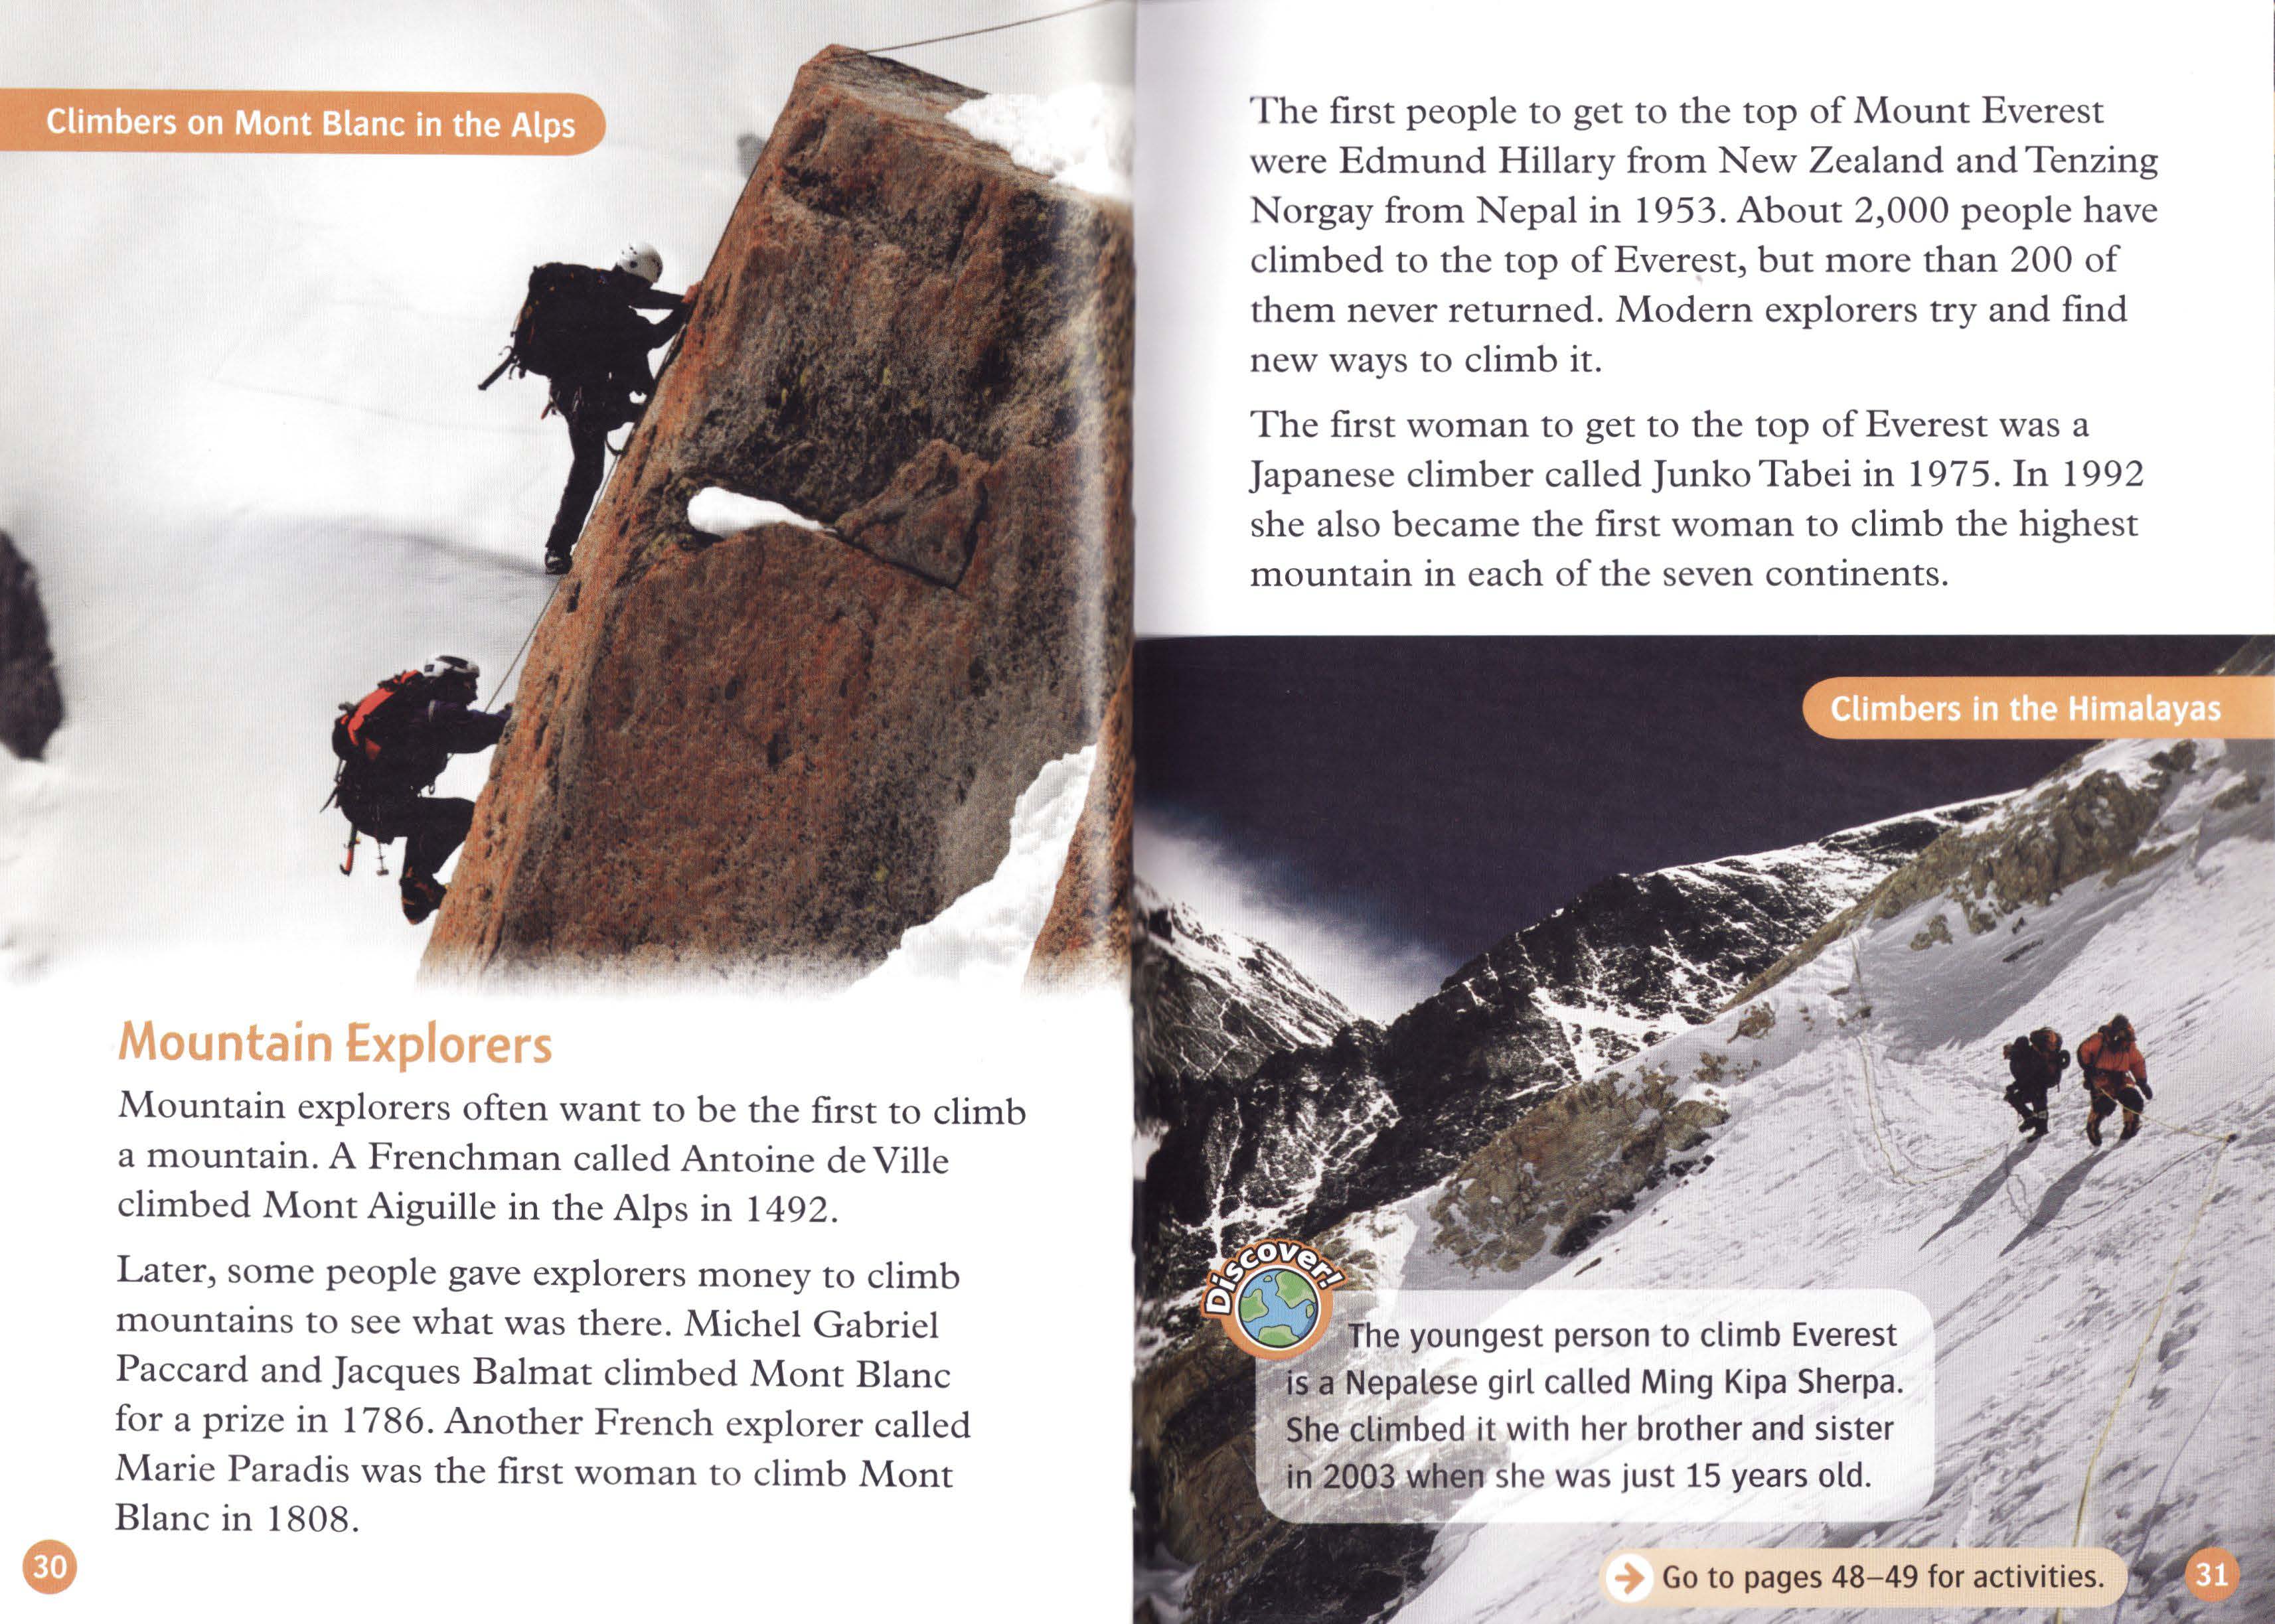 Climbers on Mont Blanc in the Alps
Mountain Explorers
Mountain explorers often want to be the first to climb
a mountain. A Frenchman called Antoine de Ville
climbed Mont Aiguille in the Alps in 1492.
Later, some people gave explorers money to climb
mountains to see what was there. Michel Gabriel
Paccard and Jacques Balmat climbed Mont Blanc
for a prize in 1786. Another French explorer called
Marie Paradis was the first woman to climb Mont
Blanc in 1808.
30
The first people to get to the top of Mount Everest
were Edmund Hillary from New Zealand and Tenzing
Norgay from Nepal in 1953. About 2,000 people have
climbed to the top of Everest, but more than 200 of
them never returned. Modern explorers try and find
new ways to climb it.
The first woman to get to the top of Everest was a
Japanese climber called Junko Tabei in 1975. In 1992
she also became the first woman to climb the highest
mountain in each of the seven continents.
Climbers in the Himalayas
Discover!
The youngest person to climb Everest
is a Nepalese girl called Ming Kipa Sherpa.
She climbed it with her brother and sister
in 2003 when she was just 15 years old.
Go to pages 48–49 for activities.
31